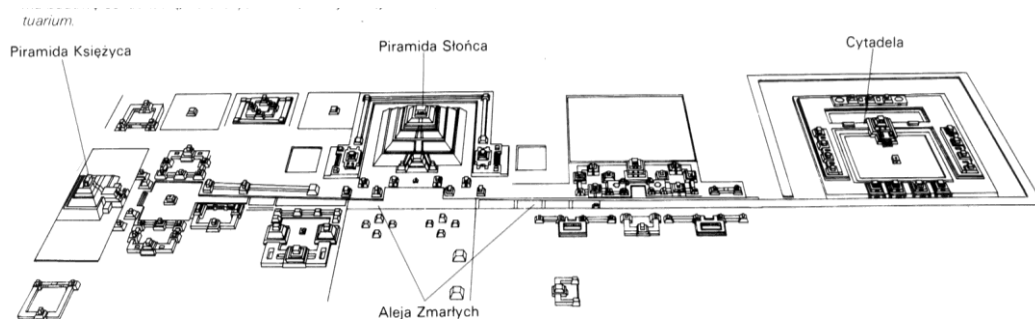 tuarium.
Piramida Księżyca
Piramida Słońca
Cytadela
Aleja Zmarłych